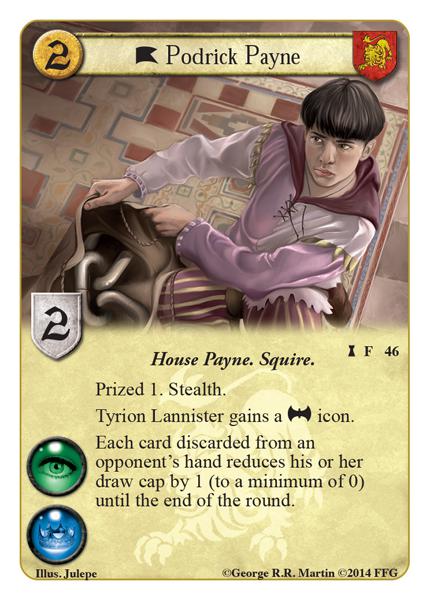 2
Podrick Payne
2
House Payne. Squire.
F 46
Prized 1. Stealth.
Tyrion Lannister gains a icon.
Each card discarded from an
opponent's hand reduces his or her
draw cap by 1 (to a minimum of 0)
until the end of the round.
Illus. Julepe
©George R.R. Martin ©2014 FFG